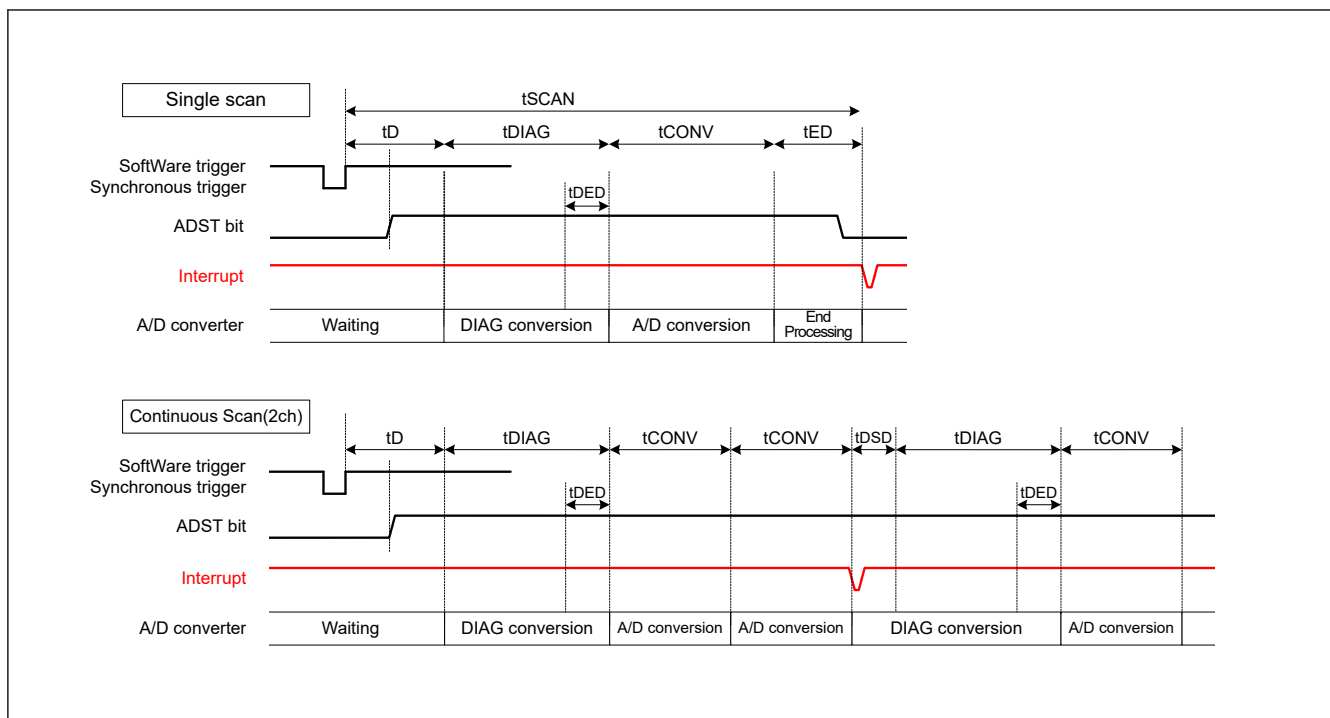 Single scan
tSCAN
tD tDIAG tCONV tED
SoftWare trigger
Synchronous trigger
tDED
ADST bit
Interrupt
A/D converter Waiting DIAG conversion A/D conversion End
Processing
Continuous Scan(2ch)
tD tDIAG tCONV tCONV tDSD tDIAG tCONV
SoftWare trigger
Synchronous trigger
tDED tDED
ADST bit
Interrupt
A/D converter Waiting DIAG conversion A/D conversion A/D conversion DIAG conversion A/D conversion